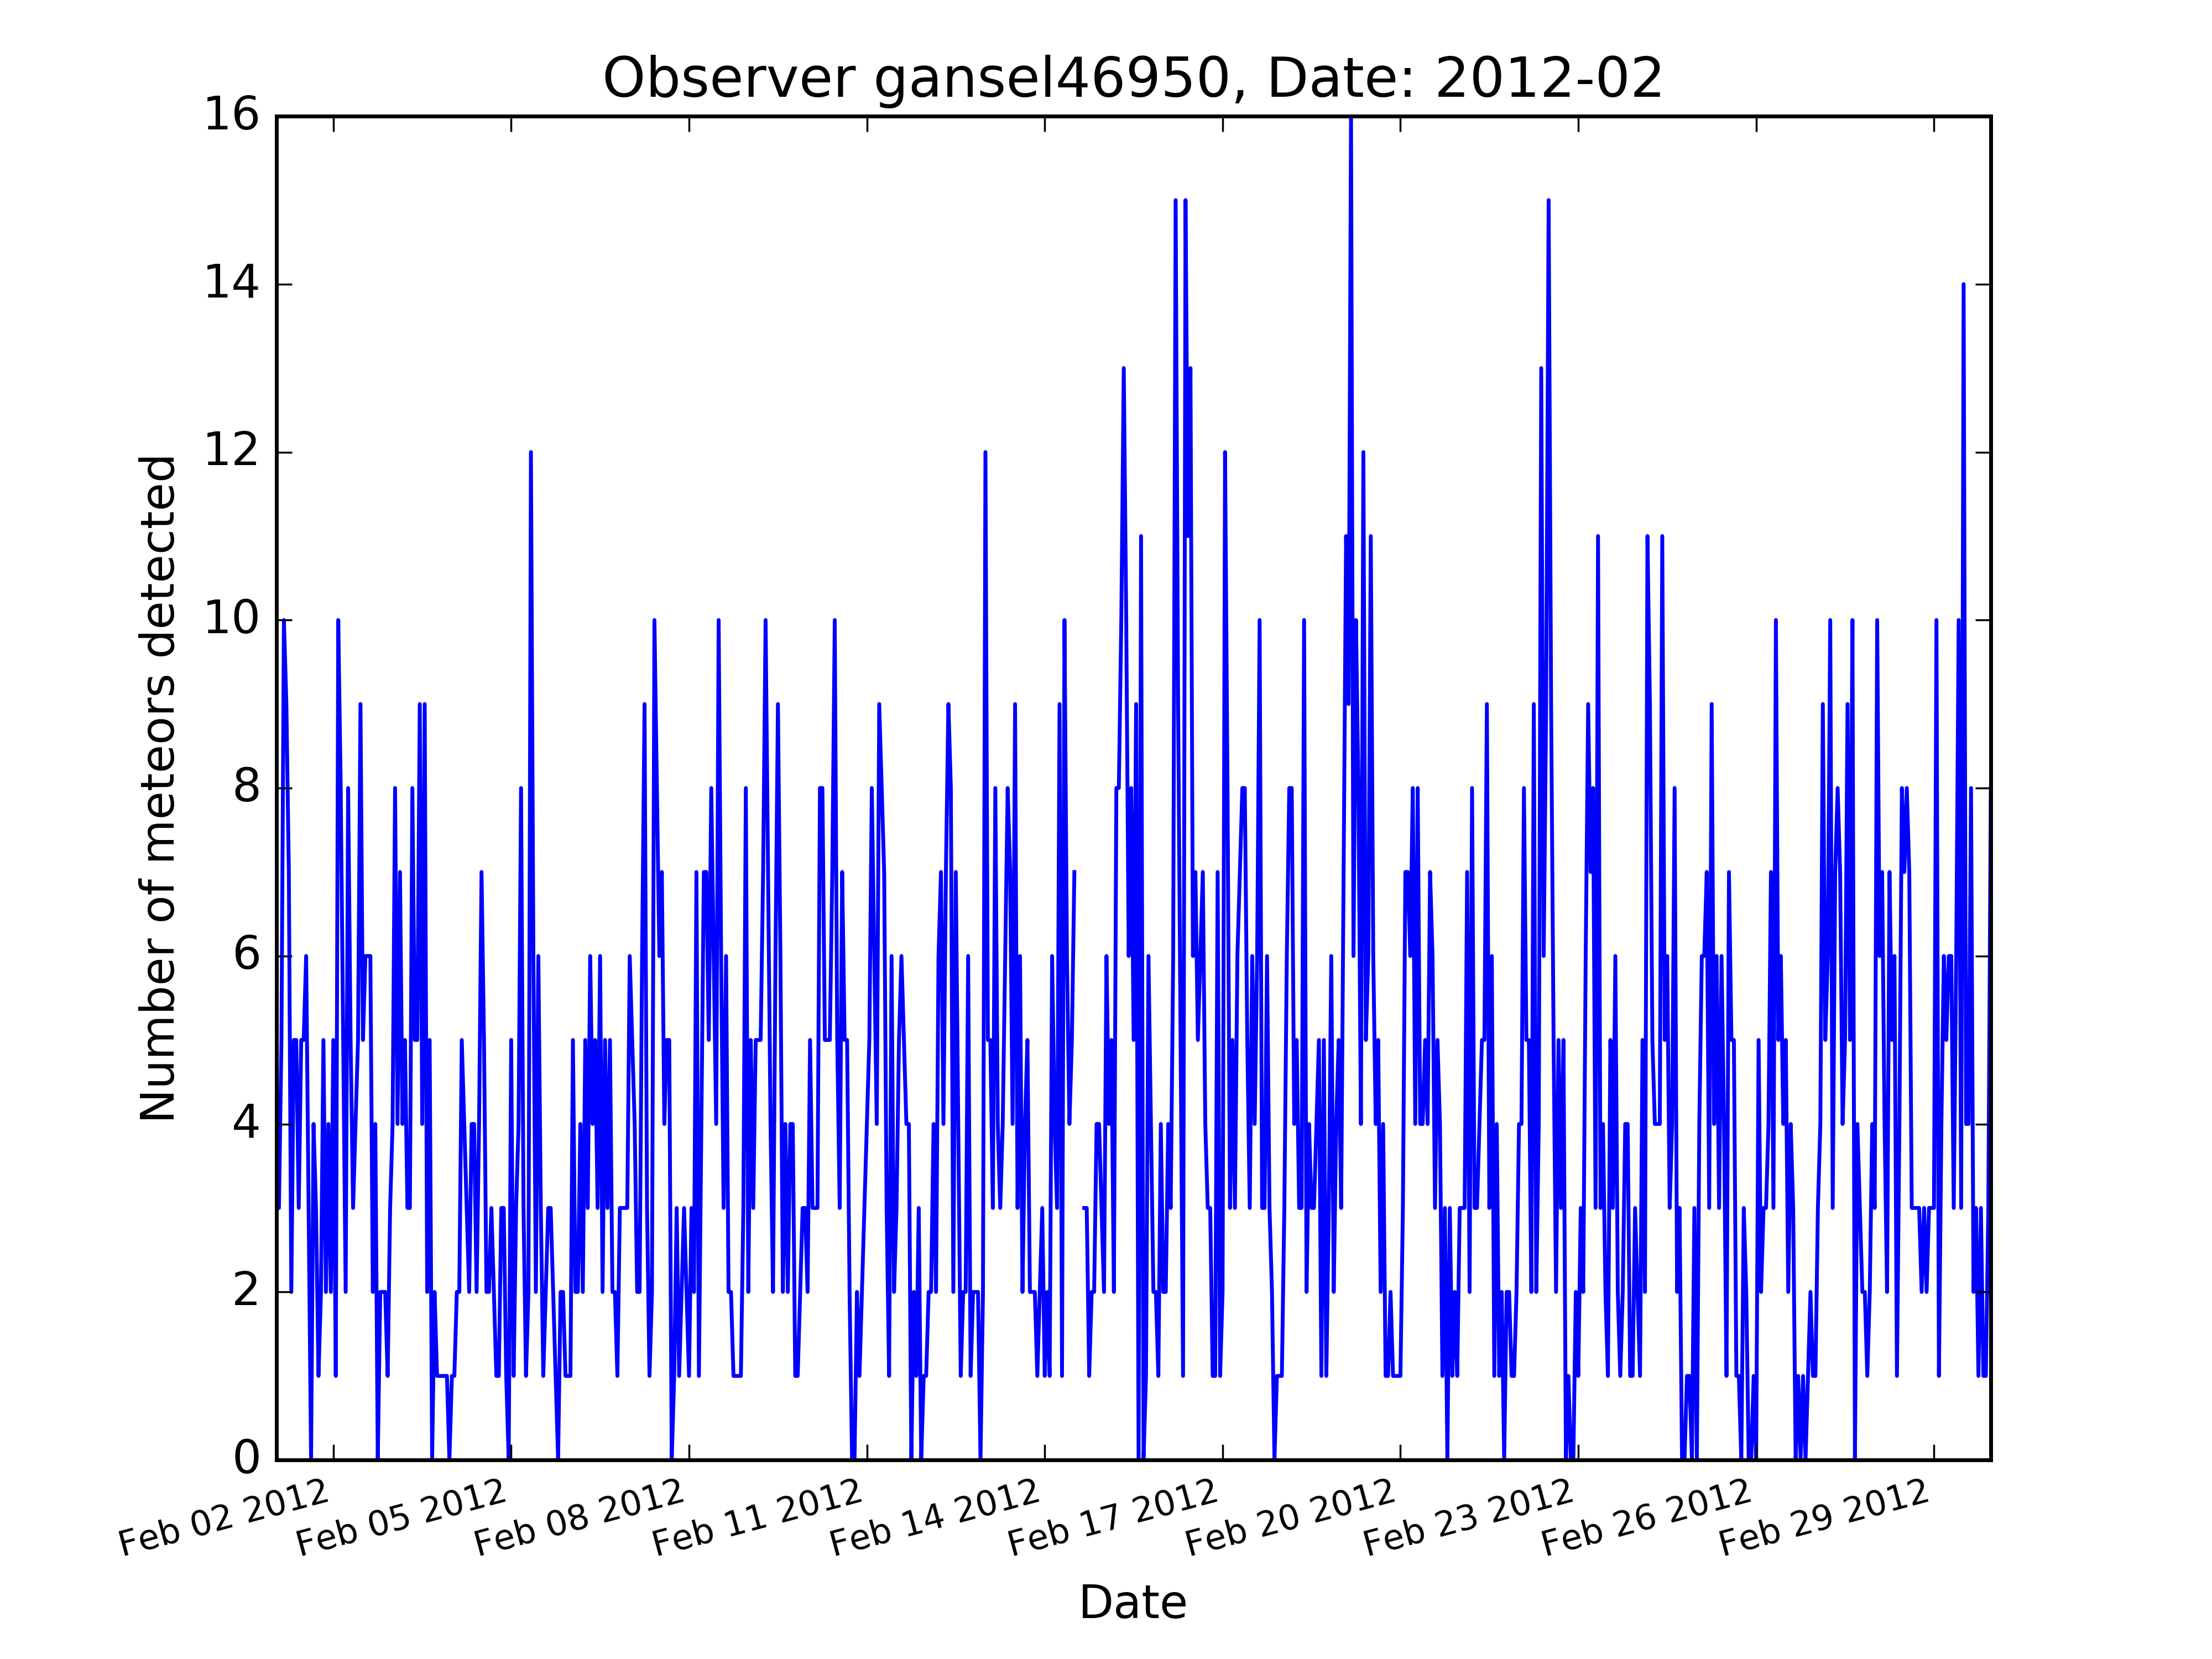 Observer gansel46950, Date: 2012-02
Number of meteors detected
16
14
12
10
8
6
4
2
0
Feb 02 2012
Feb 05 2012
Feb 08 2012
Feb 11 2012
Feb 14 2012
Feb 17 2012
Feb 20 2012
Feb 23 2012
Feb 26 2012
Feb 29 2012
Date